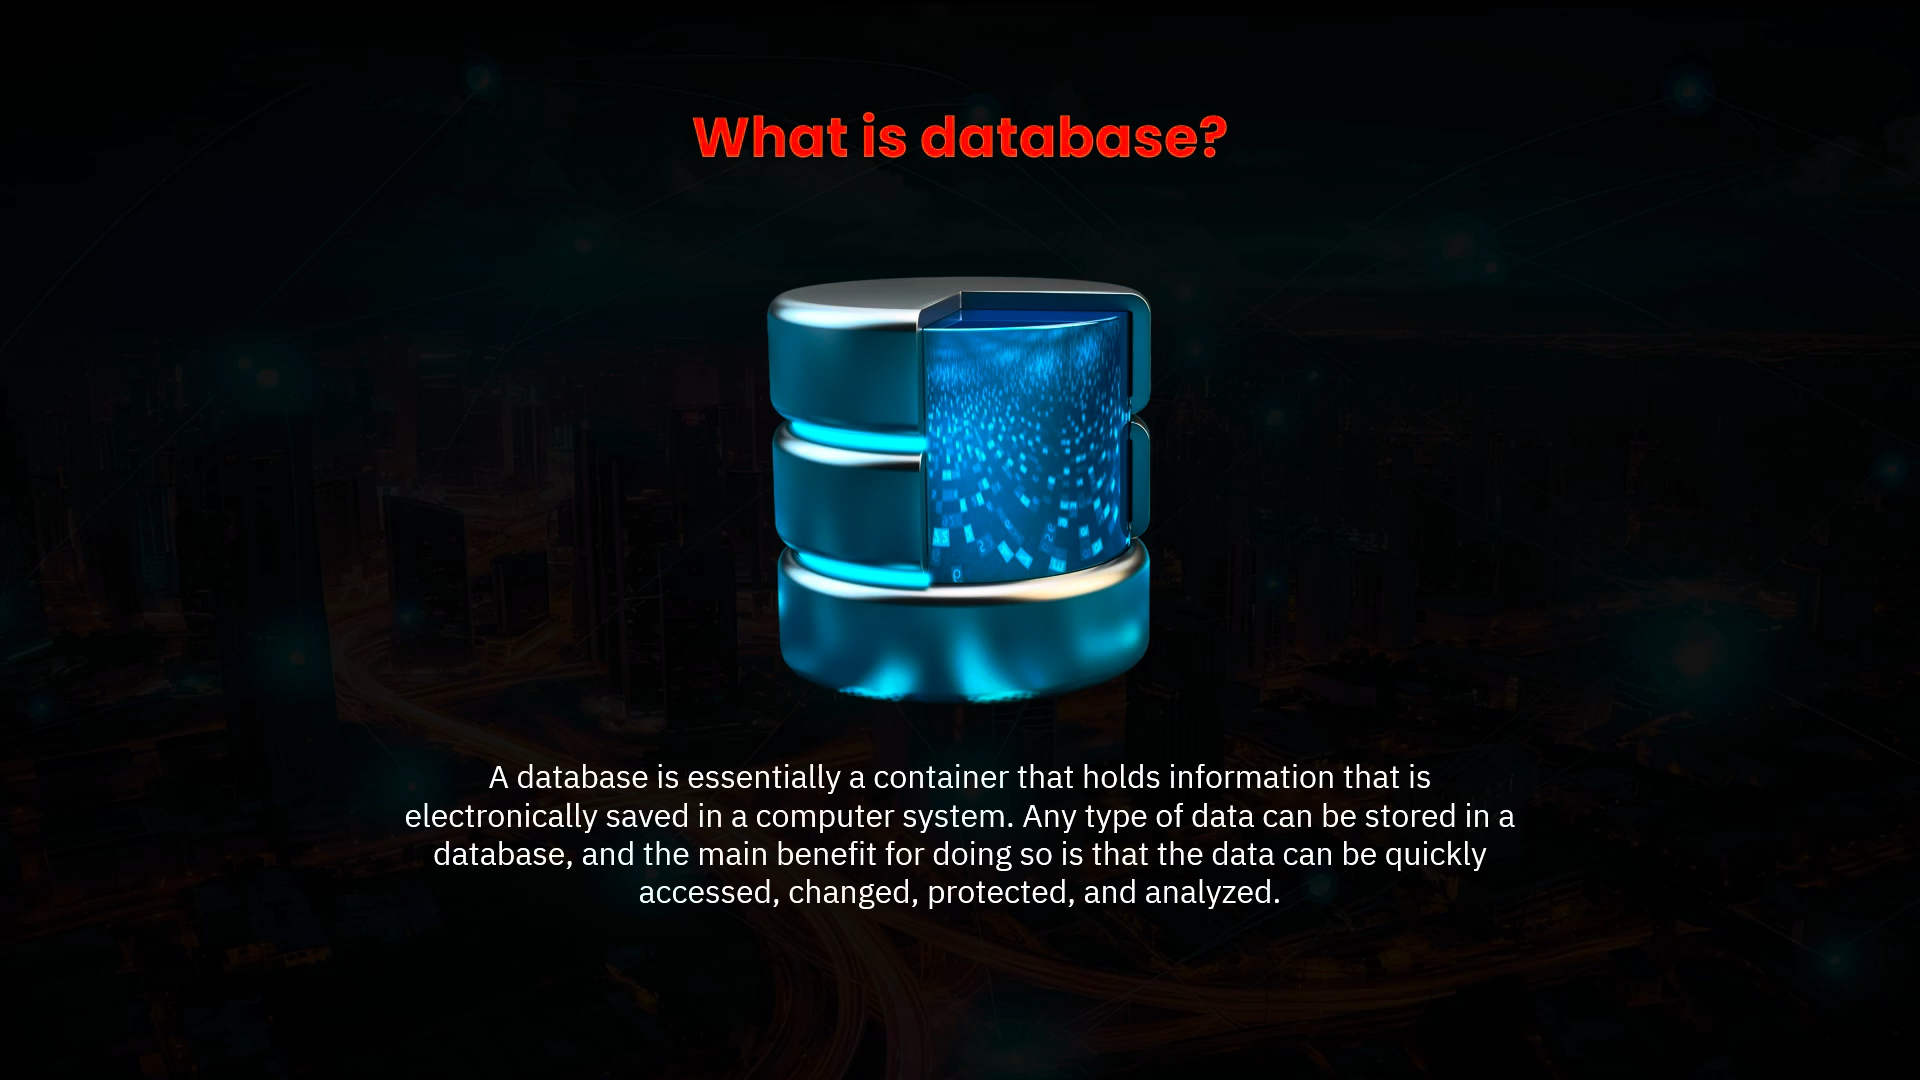 What is database?
A database is essentially a container that holds information that is
electronically saved in a computer system. Any type of data can be stored in a
database, and the main benefit for doing so is that the data can be quickly
accessed, changed, protected, and analyzed.